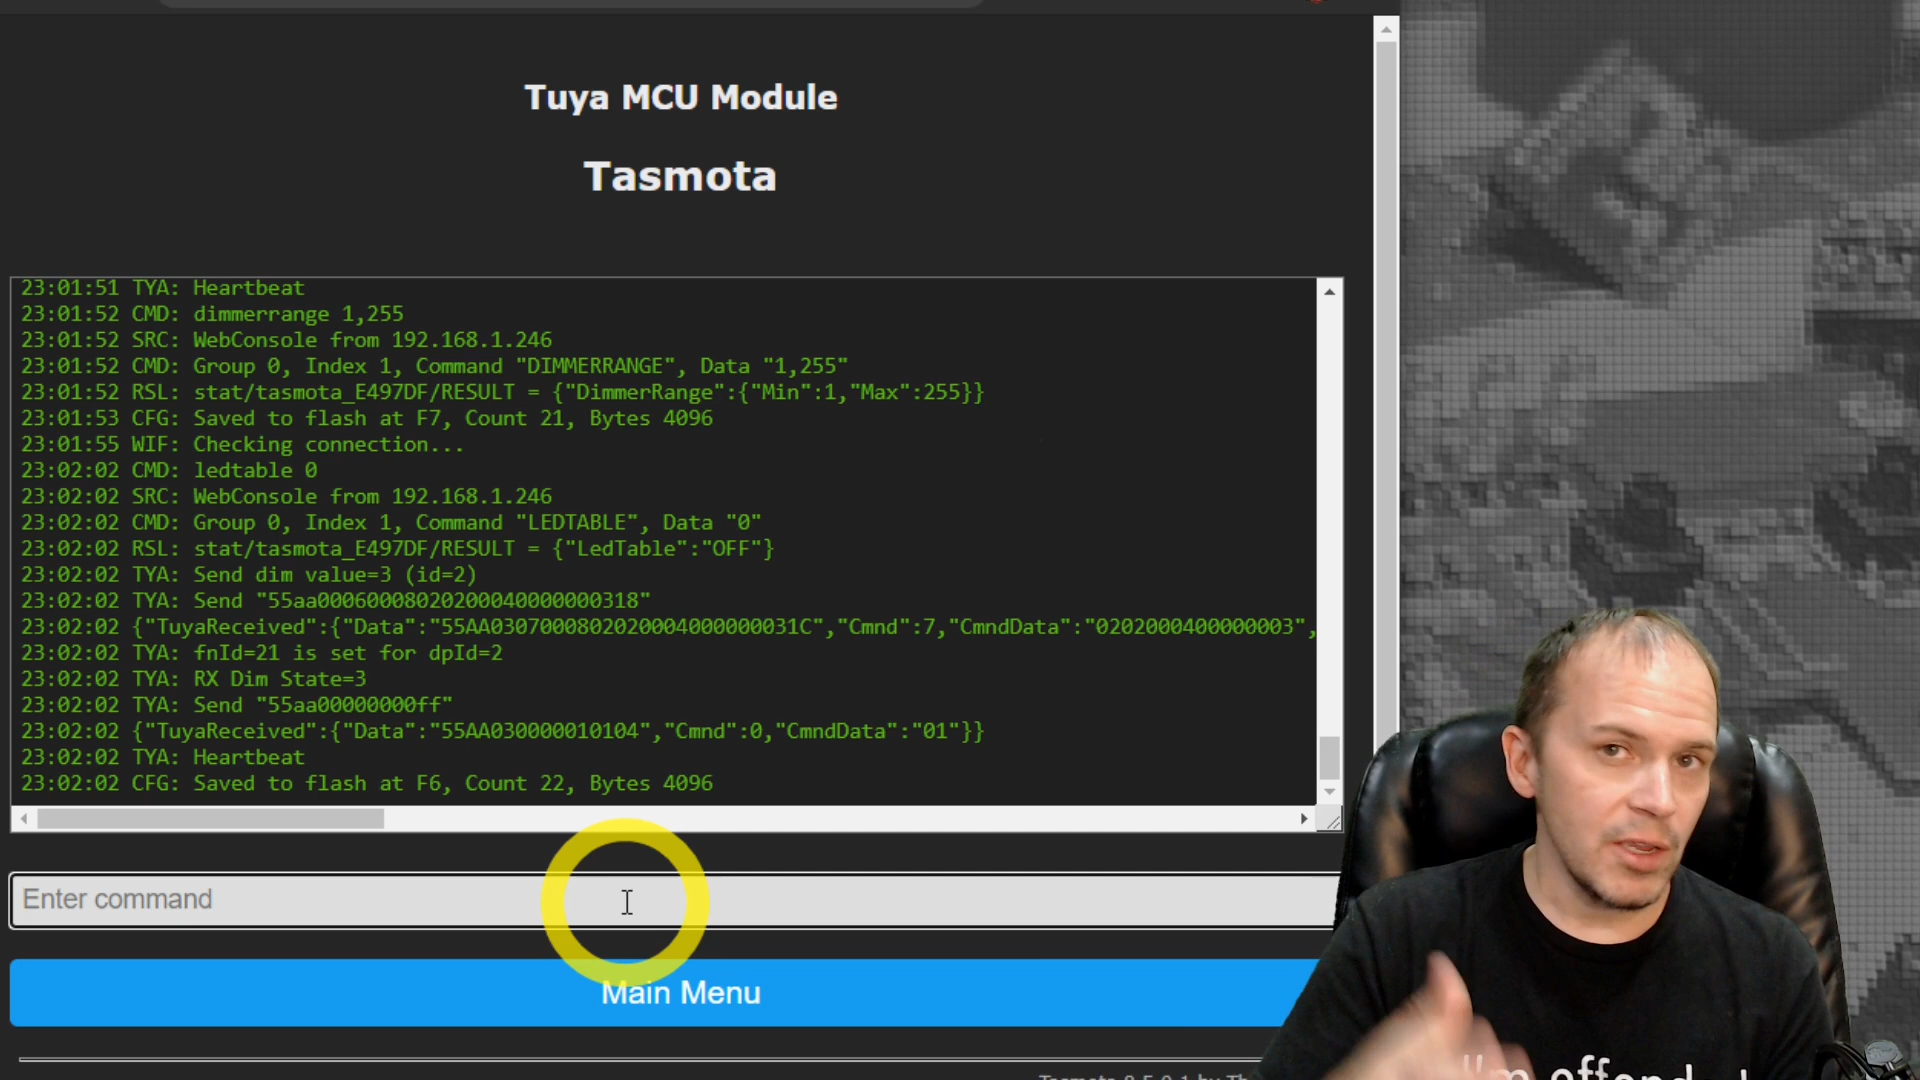 Tuya MCU Module
Tasmota
23:01:51 TYA: Heartbeat
23:01:52 CMD: dimmerrange 1,255
23:01:52 SRC: WebConsole from 192.168.1.246
23:01:52 CMD: Group 0, Index 1, Command "DIMMERRANGE", Data "1,255"
23:01:52 RSL: stat/tasmota_E497DF/RESULT = {"DimmerRange":{"Min":1,"Max":255}}
23:01:53 CFG: Saved to flash at F7, Count 21, Bytes 4096
23:01:55 WIF: Checking connection...
23:02:02 CMD: ledtable 0
23:02:02 SRC: WebConsole from 192.168.1.246
23:02:02 CMD: Group 0, Index 1, Command "LEDTABLE", Data "0"
23:02:02 RSL: stat/tasmota_E497DF/RESULT = {"LedTable":"OFF"}
23:02:02 TYA: Send dim value=3 (id=2)
23:02:02 TYA: Send "55aa000600080202000400000000318"
23:02:02 {"TuyaReceived":{"Data":"55AA03070008020200040000000031C","Cmnd":7,"CmndData":"0202000400000003",
23:02:02 TYA: fnId=21 is set for dpId=2
23:02:02 TYA: RX Dim State=3
23:02:02 TYA: Send "55aa00000000ff"
23:02:02 {"TuyaReceived":{"Data":"55AA030000010104","Cmnd":0,"CmndData":"01"}}
23:02:02 TYA: Heartbeat
23:02:02 CFG: Saved to flash at F6, Count 22, Bytes 4096
Enter command
Main Menu
I'm offended